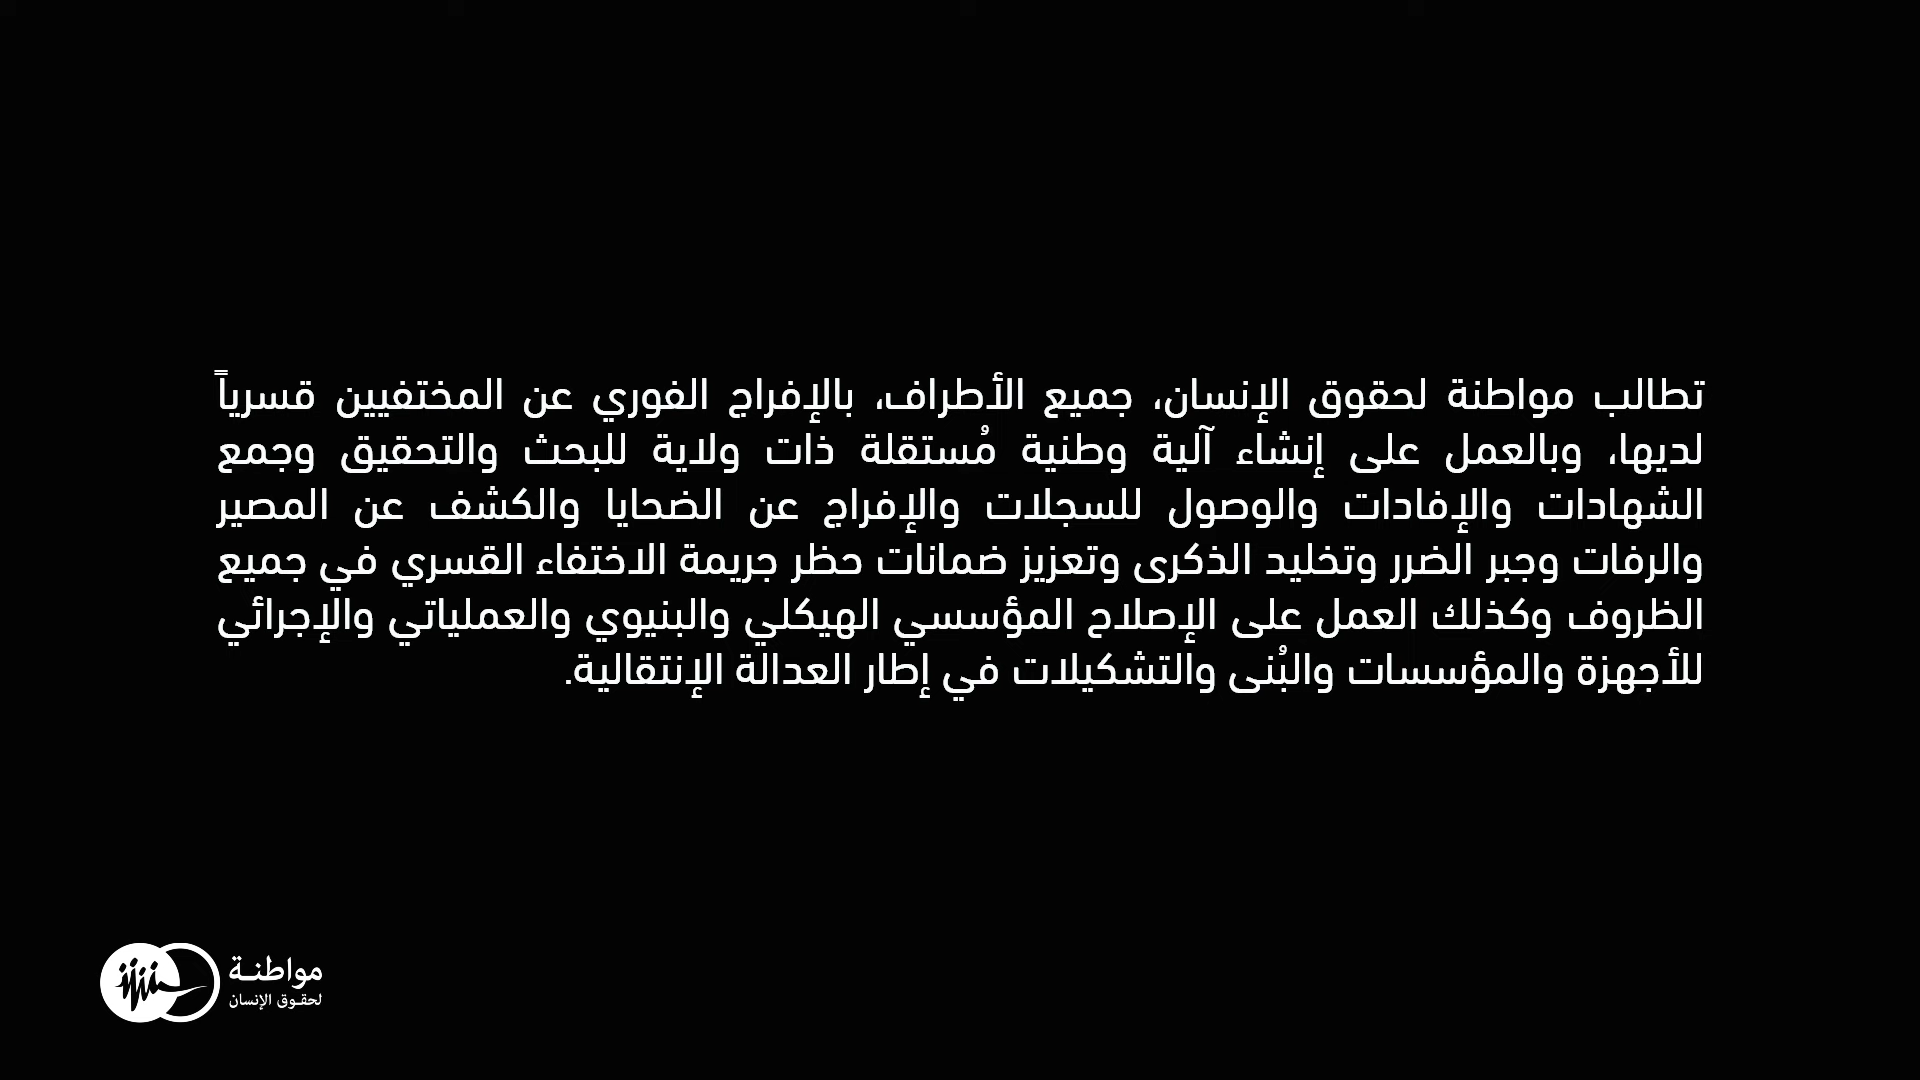 تطالب مواطنة لحقوق الإنسان، جميع الأطراف، بالإفراج الفوري عن المختفيين قسرياً
لديها، وبالعمل على إنشاء آلية وطنية مُستقلة ذات ولاية للبحث والتحقيق وجمع
الشهادات والإفادات والوصول للسجلات والإفراج عن الضحايا والكشف عن المصير
والرفات وجبر الضرر وتخليد الذكرى وتعزيز ضمانات حظر جريمة الاختفاء القسري في جميع
الظروف وكذلك العمل على الإصلاح المؤسسي الهيكلي والبنيوي والعملياتي والإجرائي
للأجهزة والمؤسسات والبُنى والتشكيلات في إطار العدالة الإنتقالية.
مواطنـة
لحقـوق الإنسان